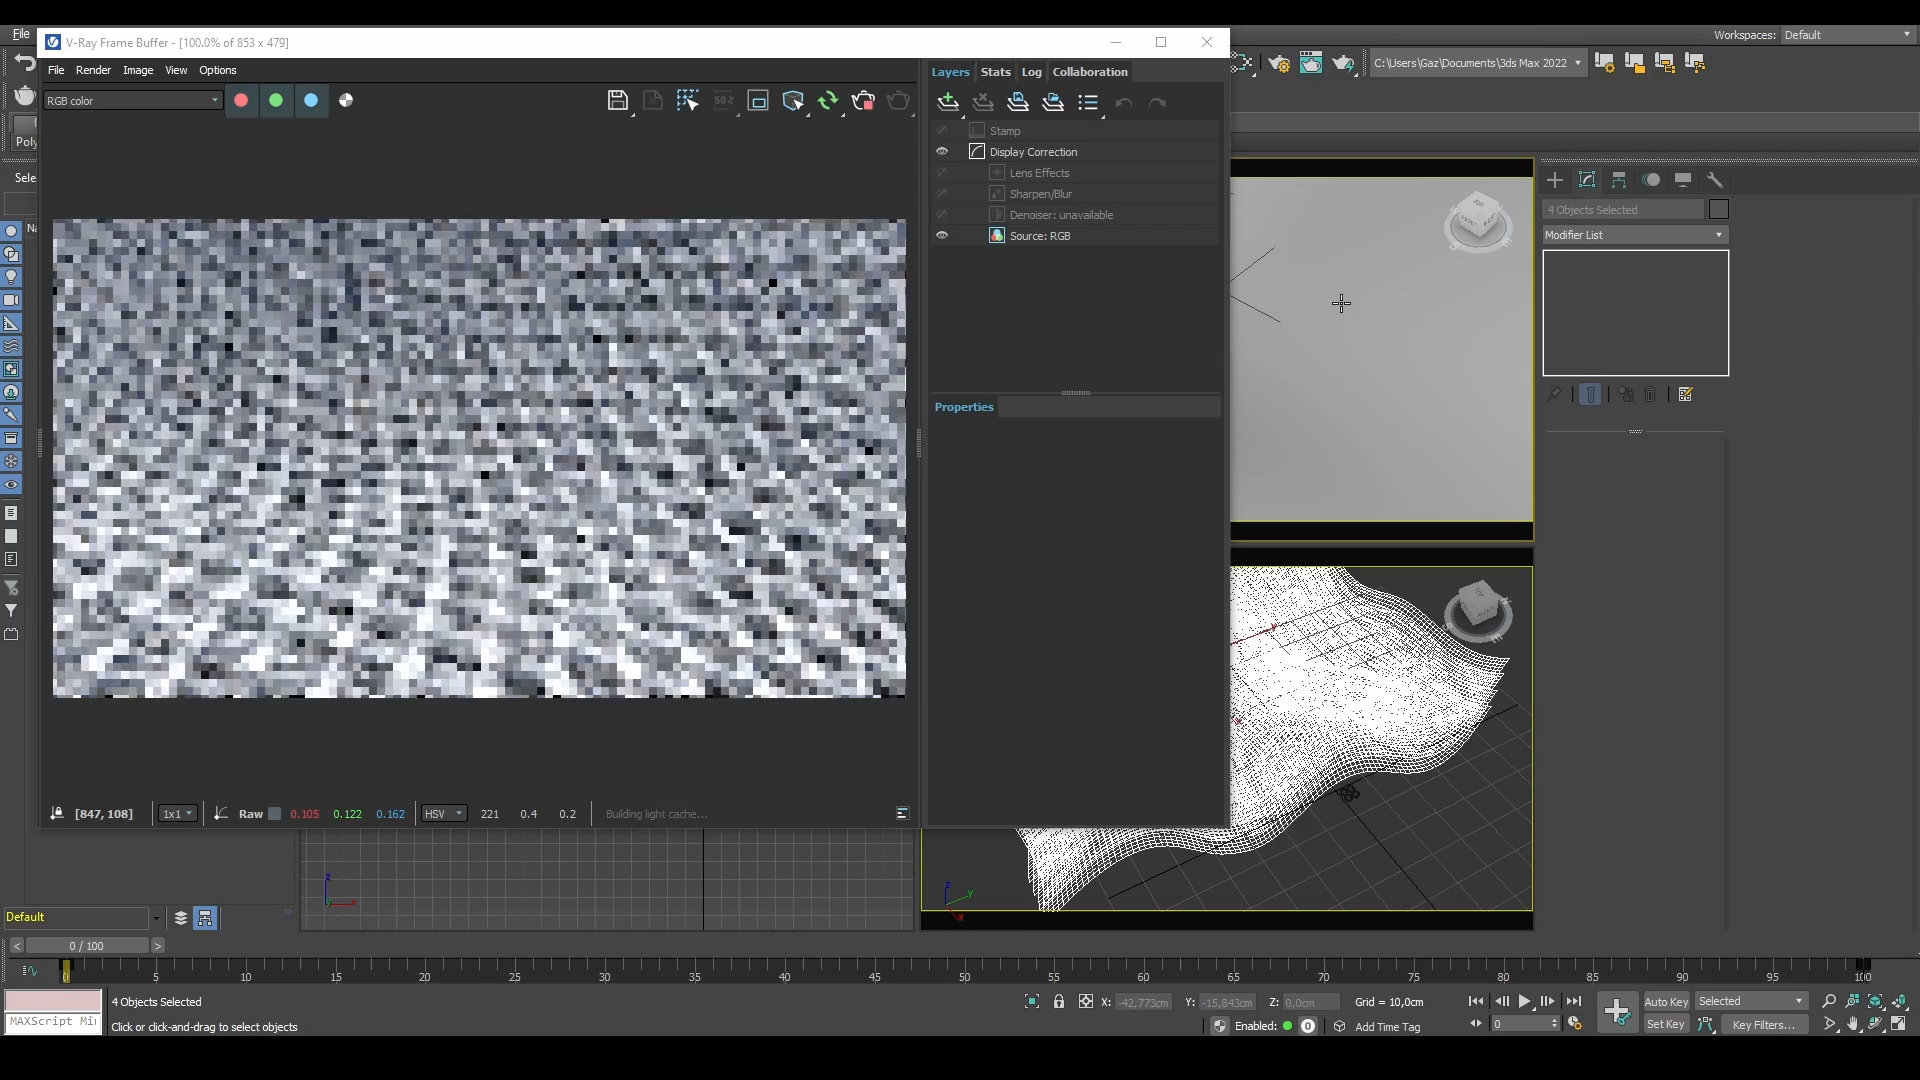 File
V-Ray Frame Buffer - [100.0% of 853 x 479]
Workspaces: Default
File Render Image View Options
Layers Stats Log Collaboration
C:\Users\Gaz\Documents\3ds Max 2022
RGB color
Stamp
Display Correction
Lens Effects
Sharpen/Blur
Denoiser: unavailable
Source: RGB
Poly
Sele
Na
4 Objects Selected
Modifier List
Properties
[847, 108] 1x1 Raw 0.105 0.122 0.162 HSV 221 0.4 0.2 Building light cache...
z
x
z
y
x
Default
0 / 100
0 5 10 15 20 25 30 35 40 45 50 55 60 65 70 75 80 85 90 95 100
4 Objects Selected
X: -42,773cm Y: -15,843cm Z: 0,0cm Grid = 10,0cm
Auto Key Selected
MAXScript Mi
Click or click-and-drag to select objects
Enabled: 0 Add Time Tag
0
Set Key Key Filters...